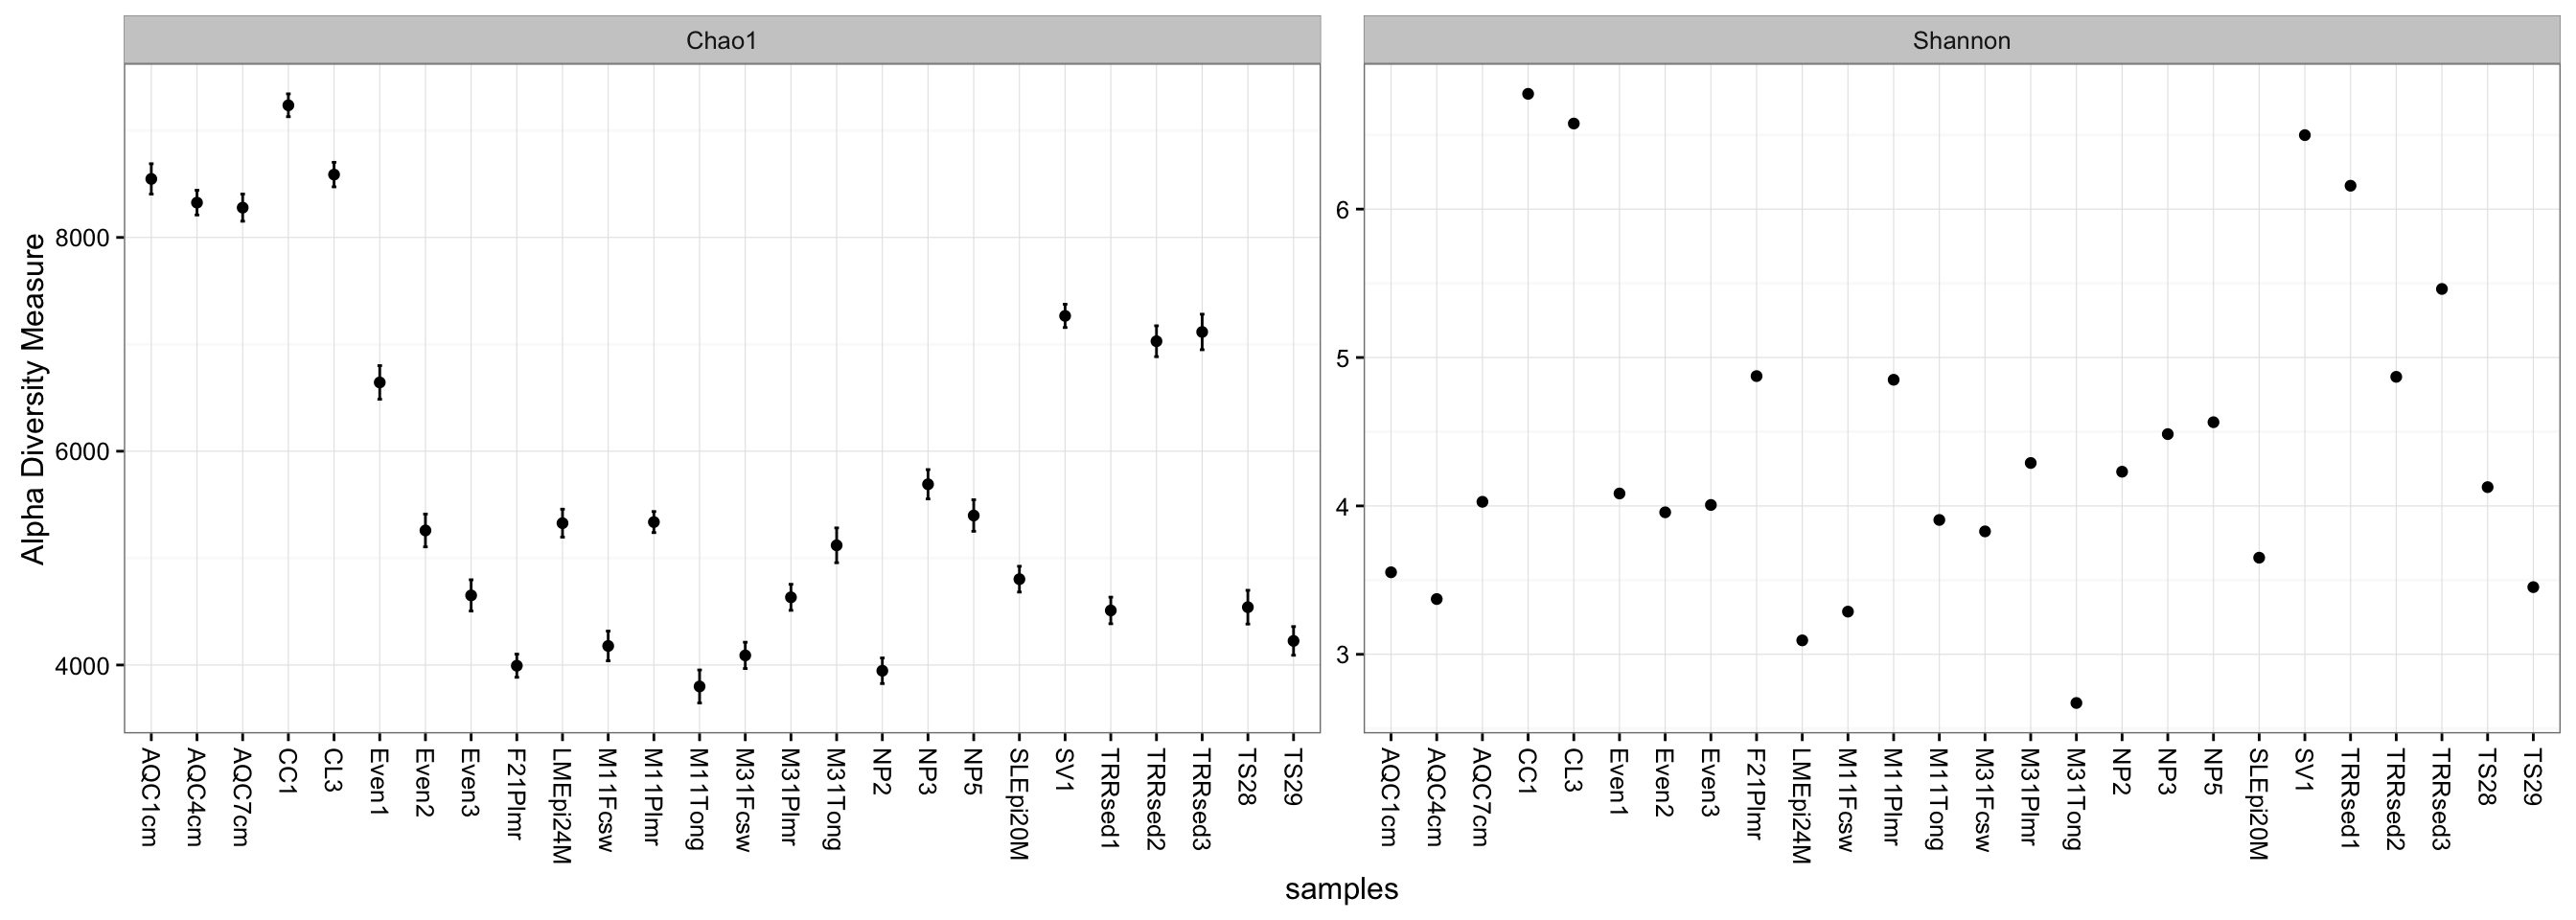 Chao1
Shannon
Alpha Diversity Measure
8000
6000
4000
6
5
4
3
AQC1cm
AQC4cm
AQC7cm
CC1
CL3
Even1
Even2
Even3
F21Plmr
LMEpi24M
M11Fcsw
M11Plmr
M11Tong
M31Fcsw
M31Plmr
M31Tong
NP2
NP3
NP5
SLEpi20M
SV1
TRRsed1
TRRsed2
TRRsed3
TS28
TS29
AQC1cm
AQC4cm
AQC7cm
CC1
CL3
Even1
Even2
Even3
F21Plmr
LMEpi24M
M11Fcsw
M11Plmr
M11Tong
M31Fcsw
M31Plmr
M31Tong
NP2
NP3
NP5
SLEpi20M
SV1
TRRsed1
TRRsed2
TRRsed3
TS28
TS29
samples